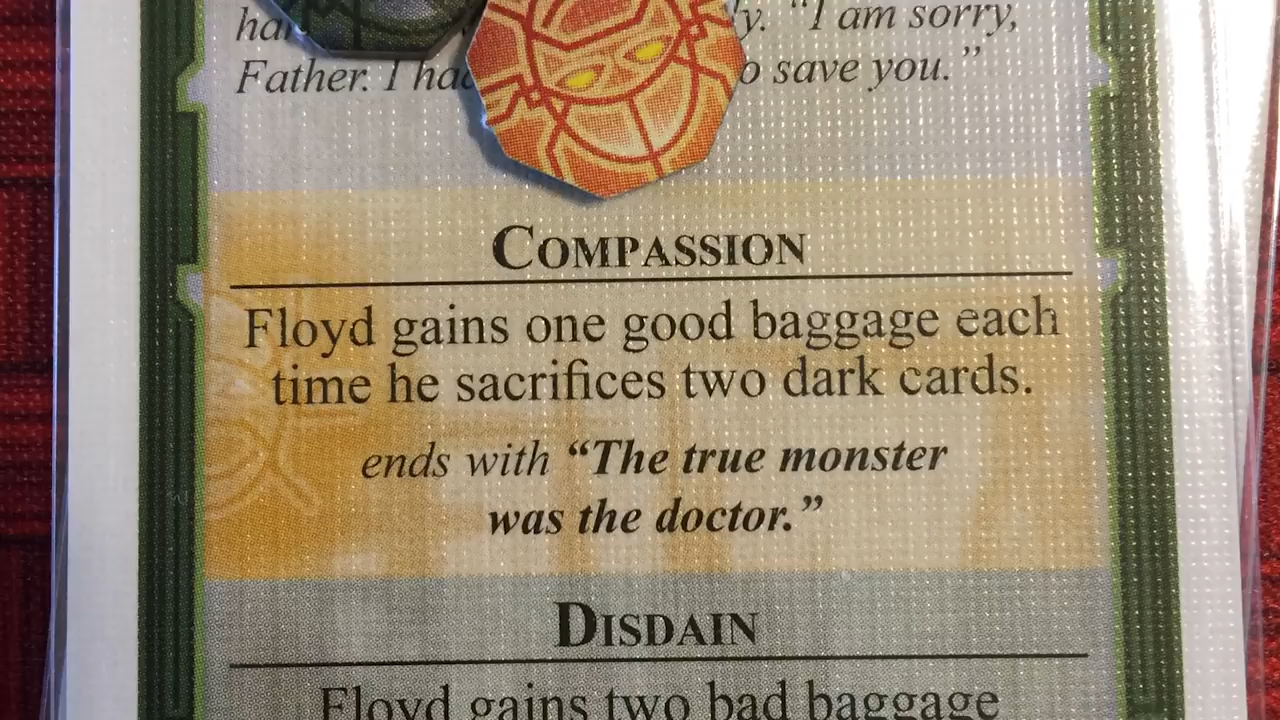 y. "I am sorry,
Father. I had
save you."
COMPASSION
Floyd gains one good baggage each
time he sacrifices two dark cards.
ends with "The true monster
was the doctor."
DISDAIN
Floyd gains two bad baggage